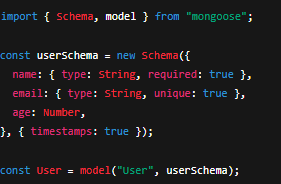 import { Schema, model } from "mongoose";
const userSchema = new Schema({
name: { type: String, required: true },
email: { type: String, unique: true },
age: Number,
}, { timestamps: true });
const User = model("User", userSchema);